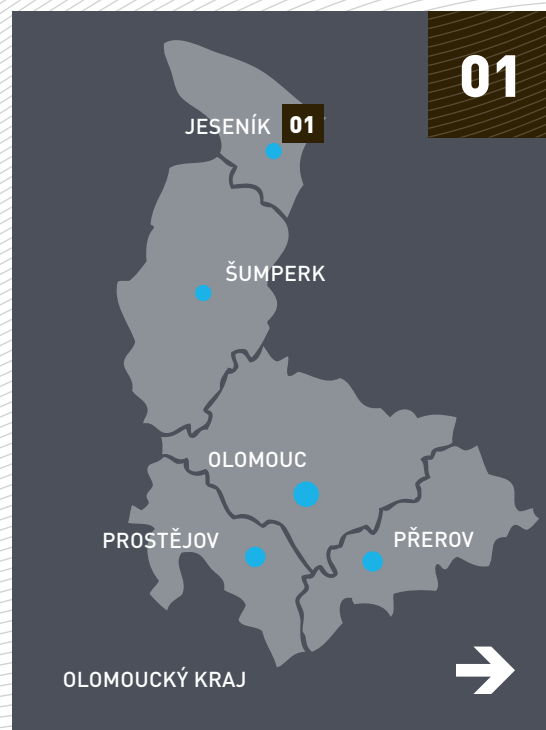 01
JESENÍK 01
ŠUMPERK
OLOMOUC
PROSTĚJOV
PŘEROV
OLOMOUCKÝ KRAJ